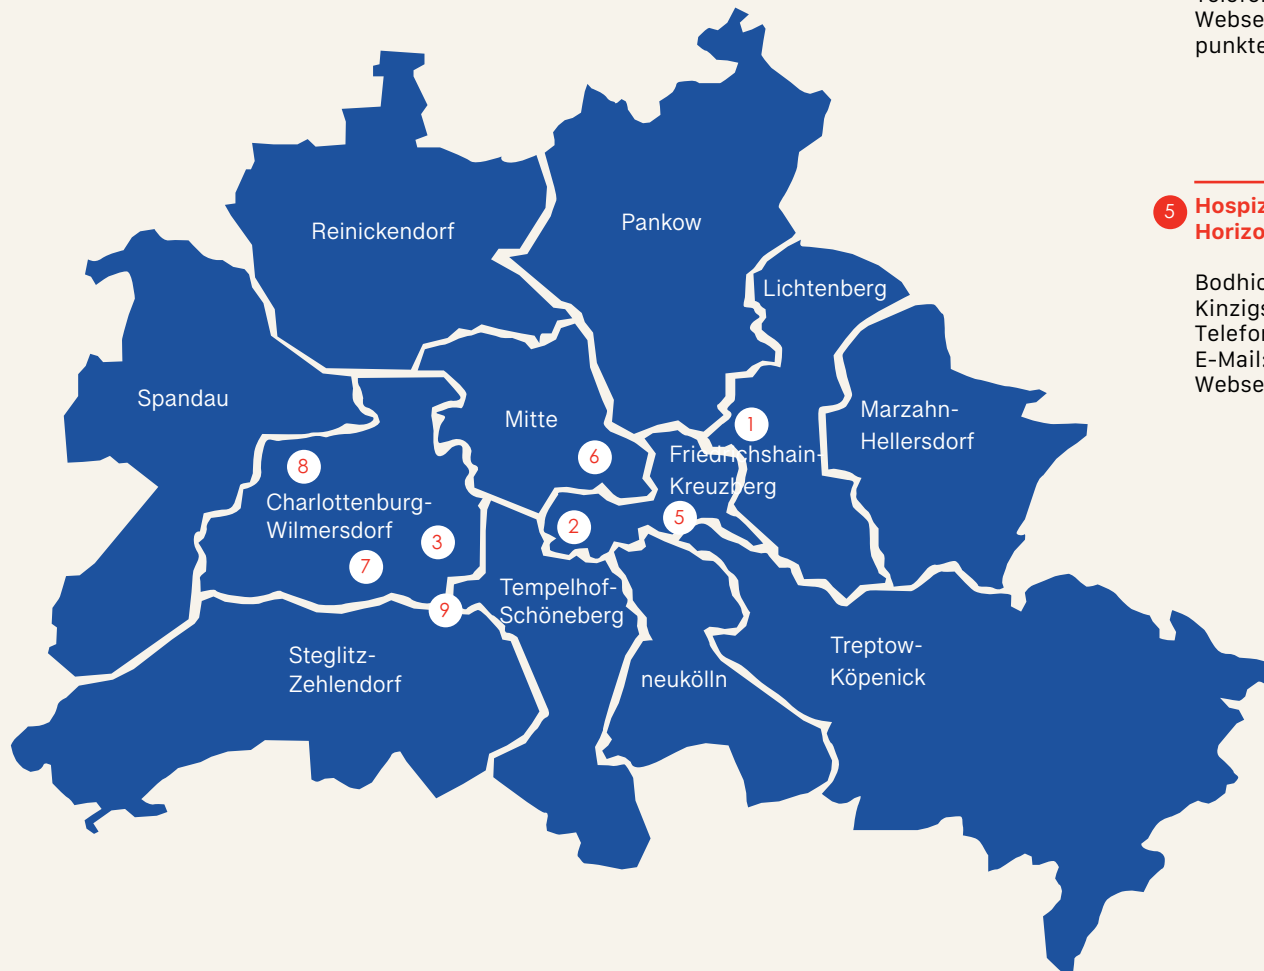 Webse
punkte
Reinickendorf
Pankow
Lichtenberg
Spandau
Mitte
Marzahn-
Hellersdorf
1
6
Friedrichshain-
Kreuzberg
8
Charlottenburg-
Wilmersdorf
3
7
2
5
Tempelhof-
Schöneberg
9
Steglitz-
Zehlendorf
neukölln
Treptow-
Köpenick
5 Hospiz
Horizo
Bodhic
Kinzigs
Telefon
E-Mail:
Webse